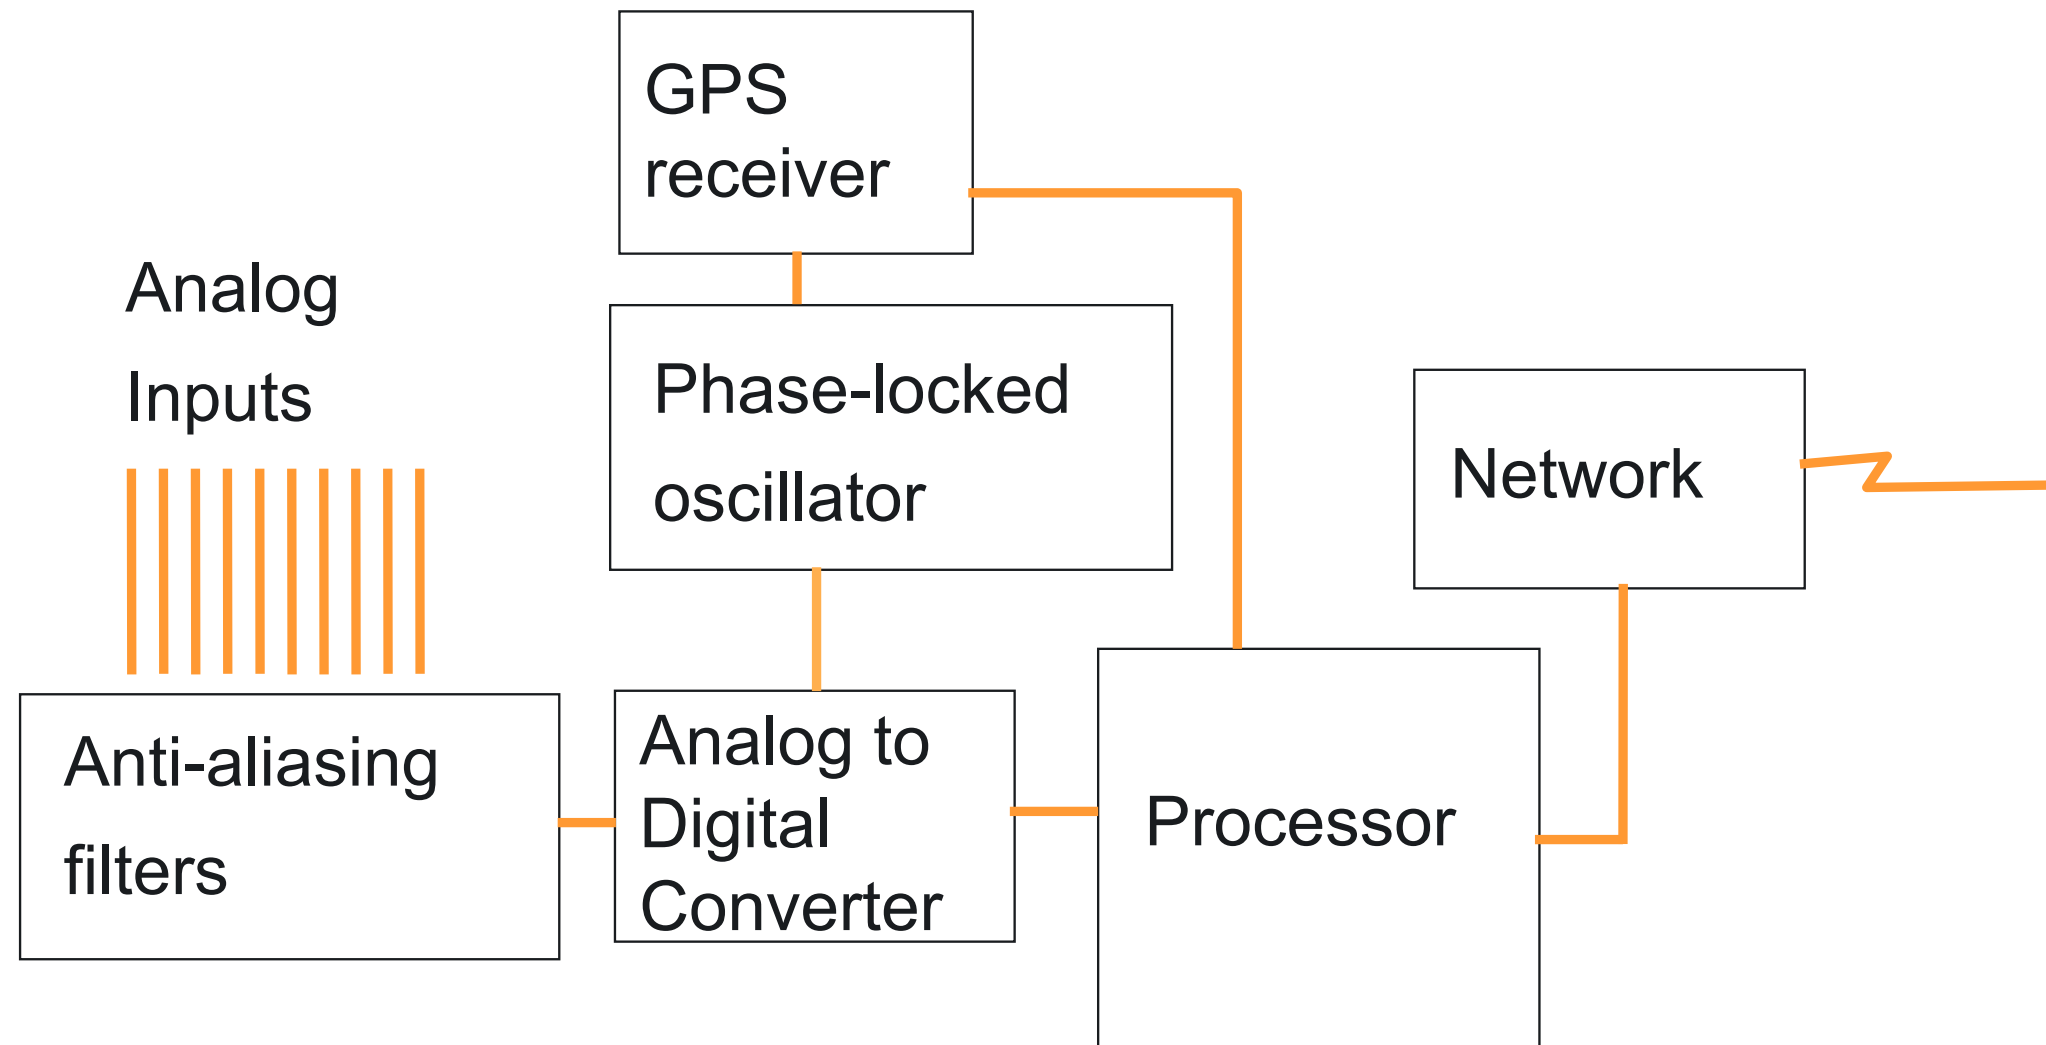 GPS
receiver
Analog
Inputs
Phase-locked
oscillator
Network
Anti-aliasing
filters
Analog to
Digital
Converter
Processor